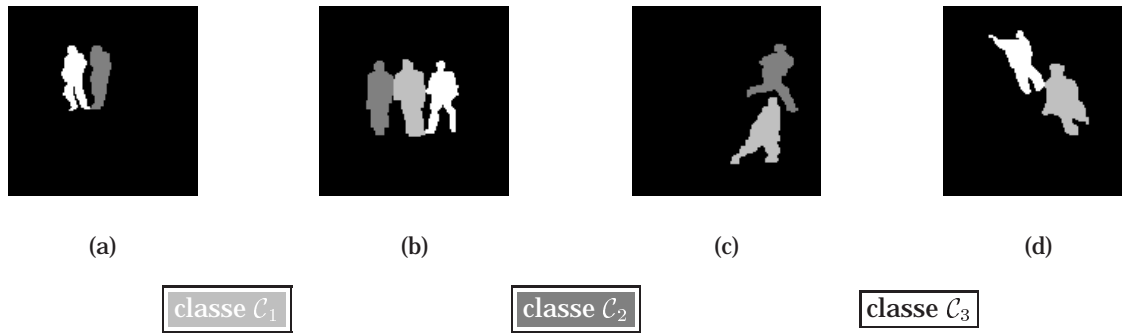 (a) (b) (c) (d)
classe C₁ classe C₂ classe C₃